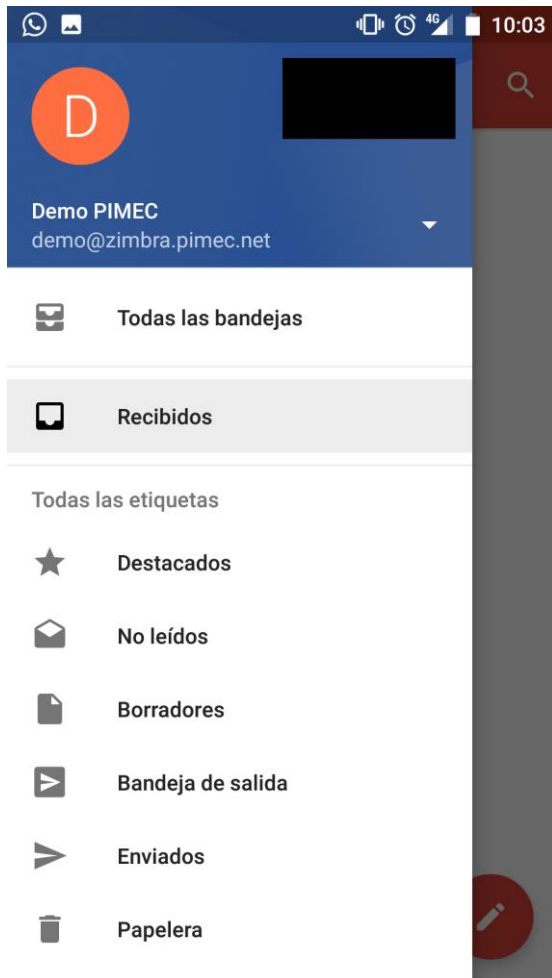 4G 10:03
D
Demo PIMEC
demo@zimbra.pimec.net
Todas las bandejas
Recibidos
Todas las etiquetas
Destacados
No leídos
Borradores
Bandeja de salida
Enviados
Papelera